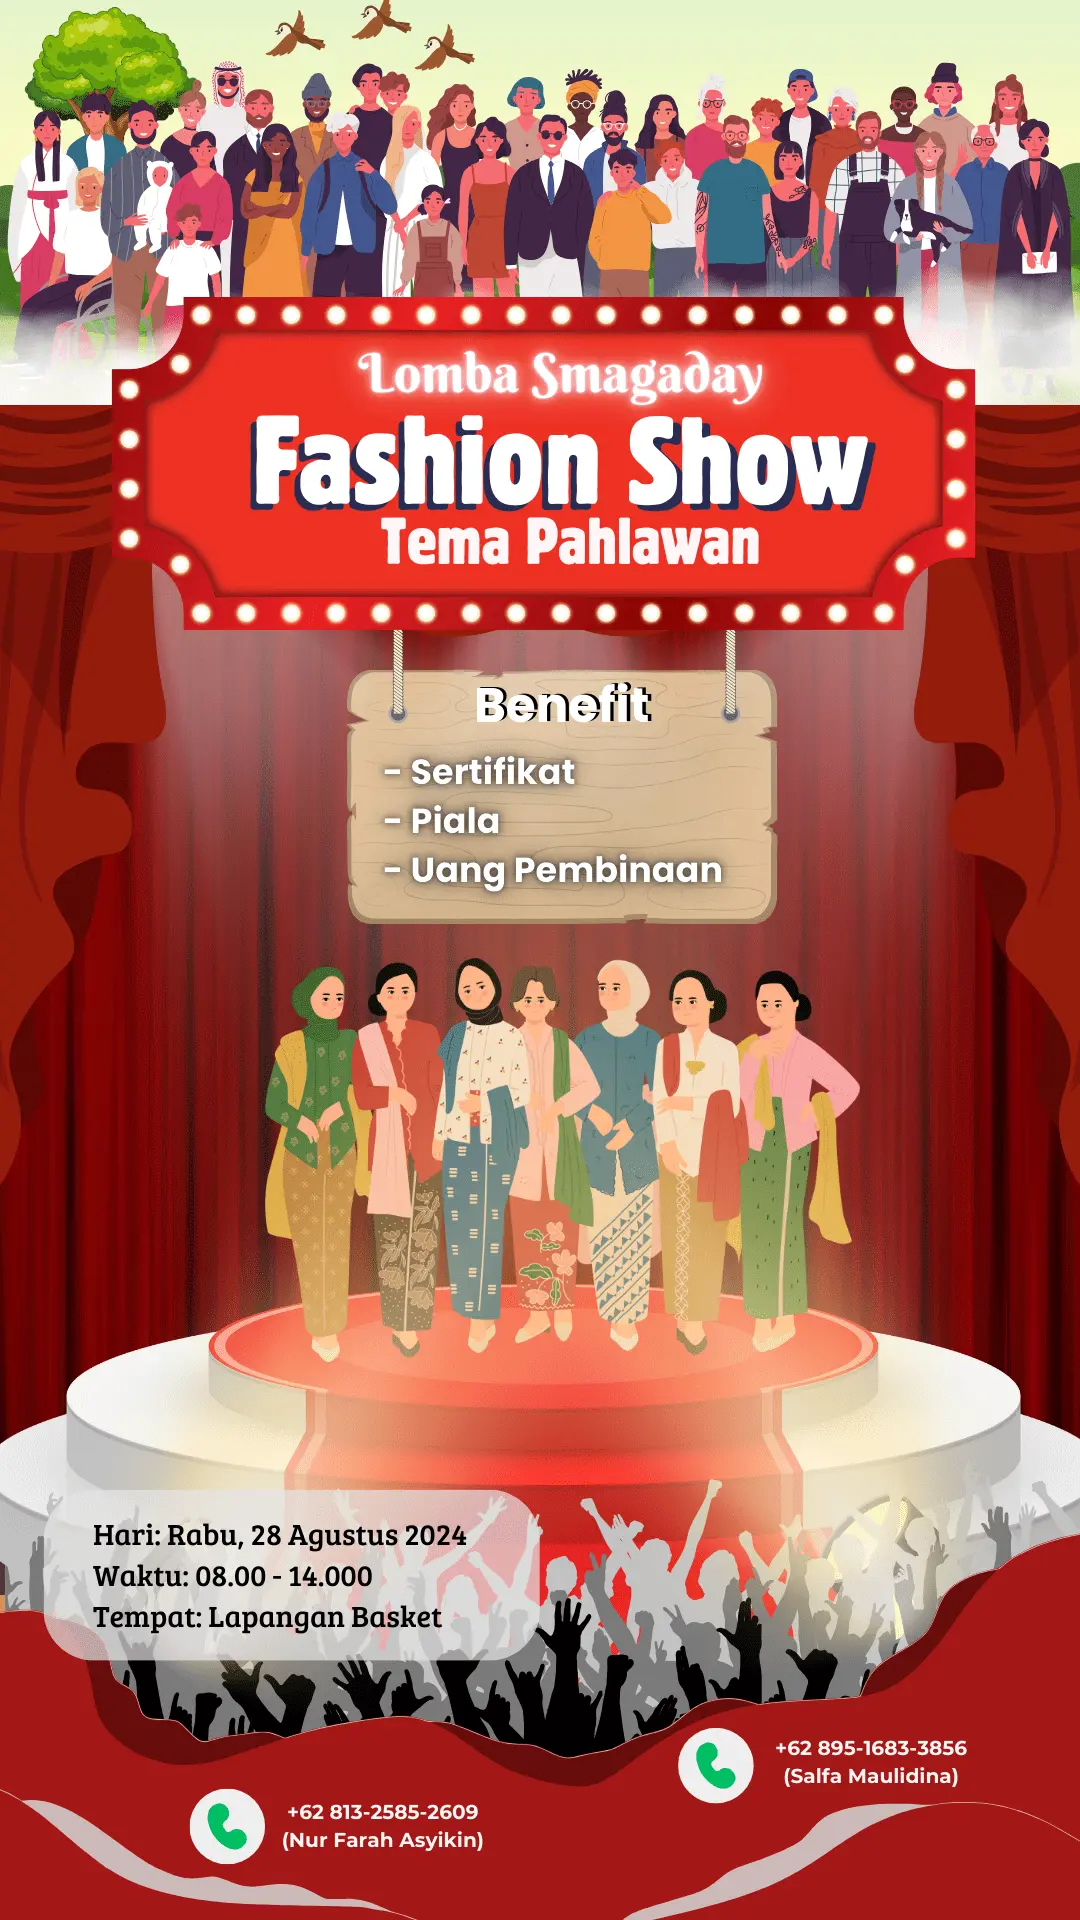 Lomba Smagaday
Fashion Show
Tema Pahlawan
Benefit
- Sertifikat
- Piala
- Uang Pembinaan
Hari: Rabu, 28 Agustus 2024
Waktu: 08.00 - 14.000
Tempat: Lapangan Basket
+62 895-1683-3856
(Salfa Maulidina)
+62 813-2585-2609
(Nur Farah Asyikin)